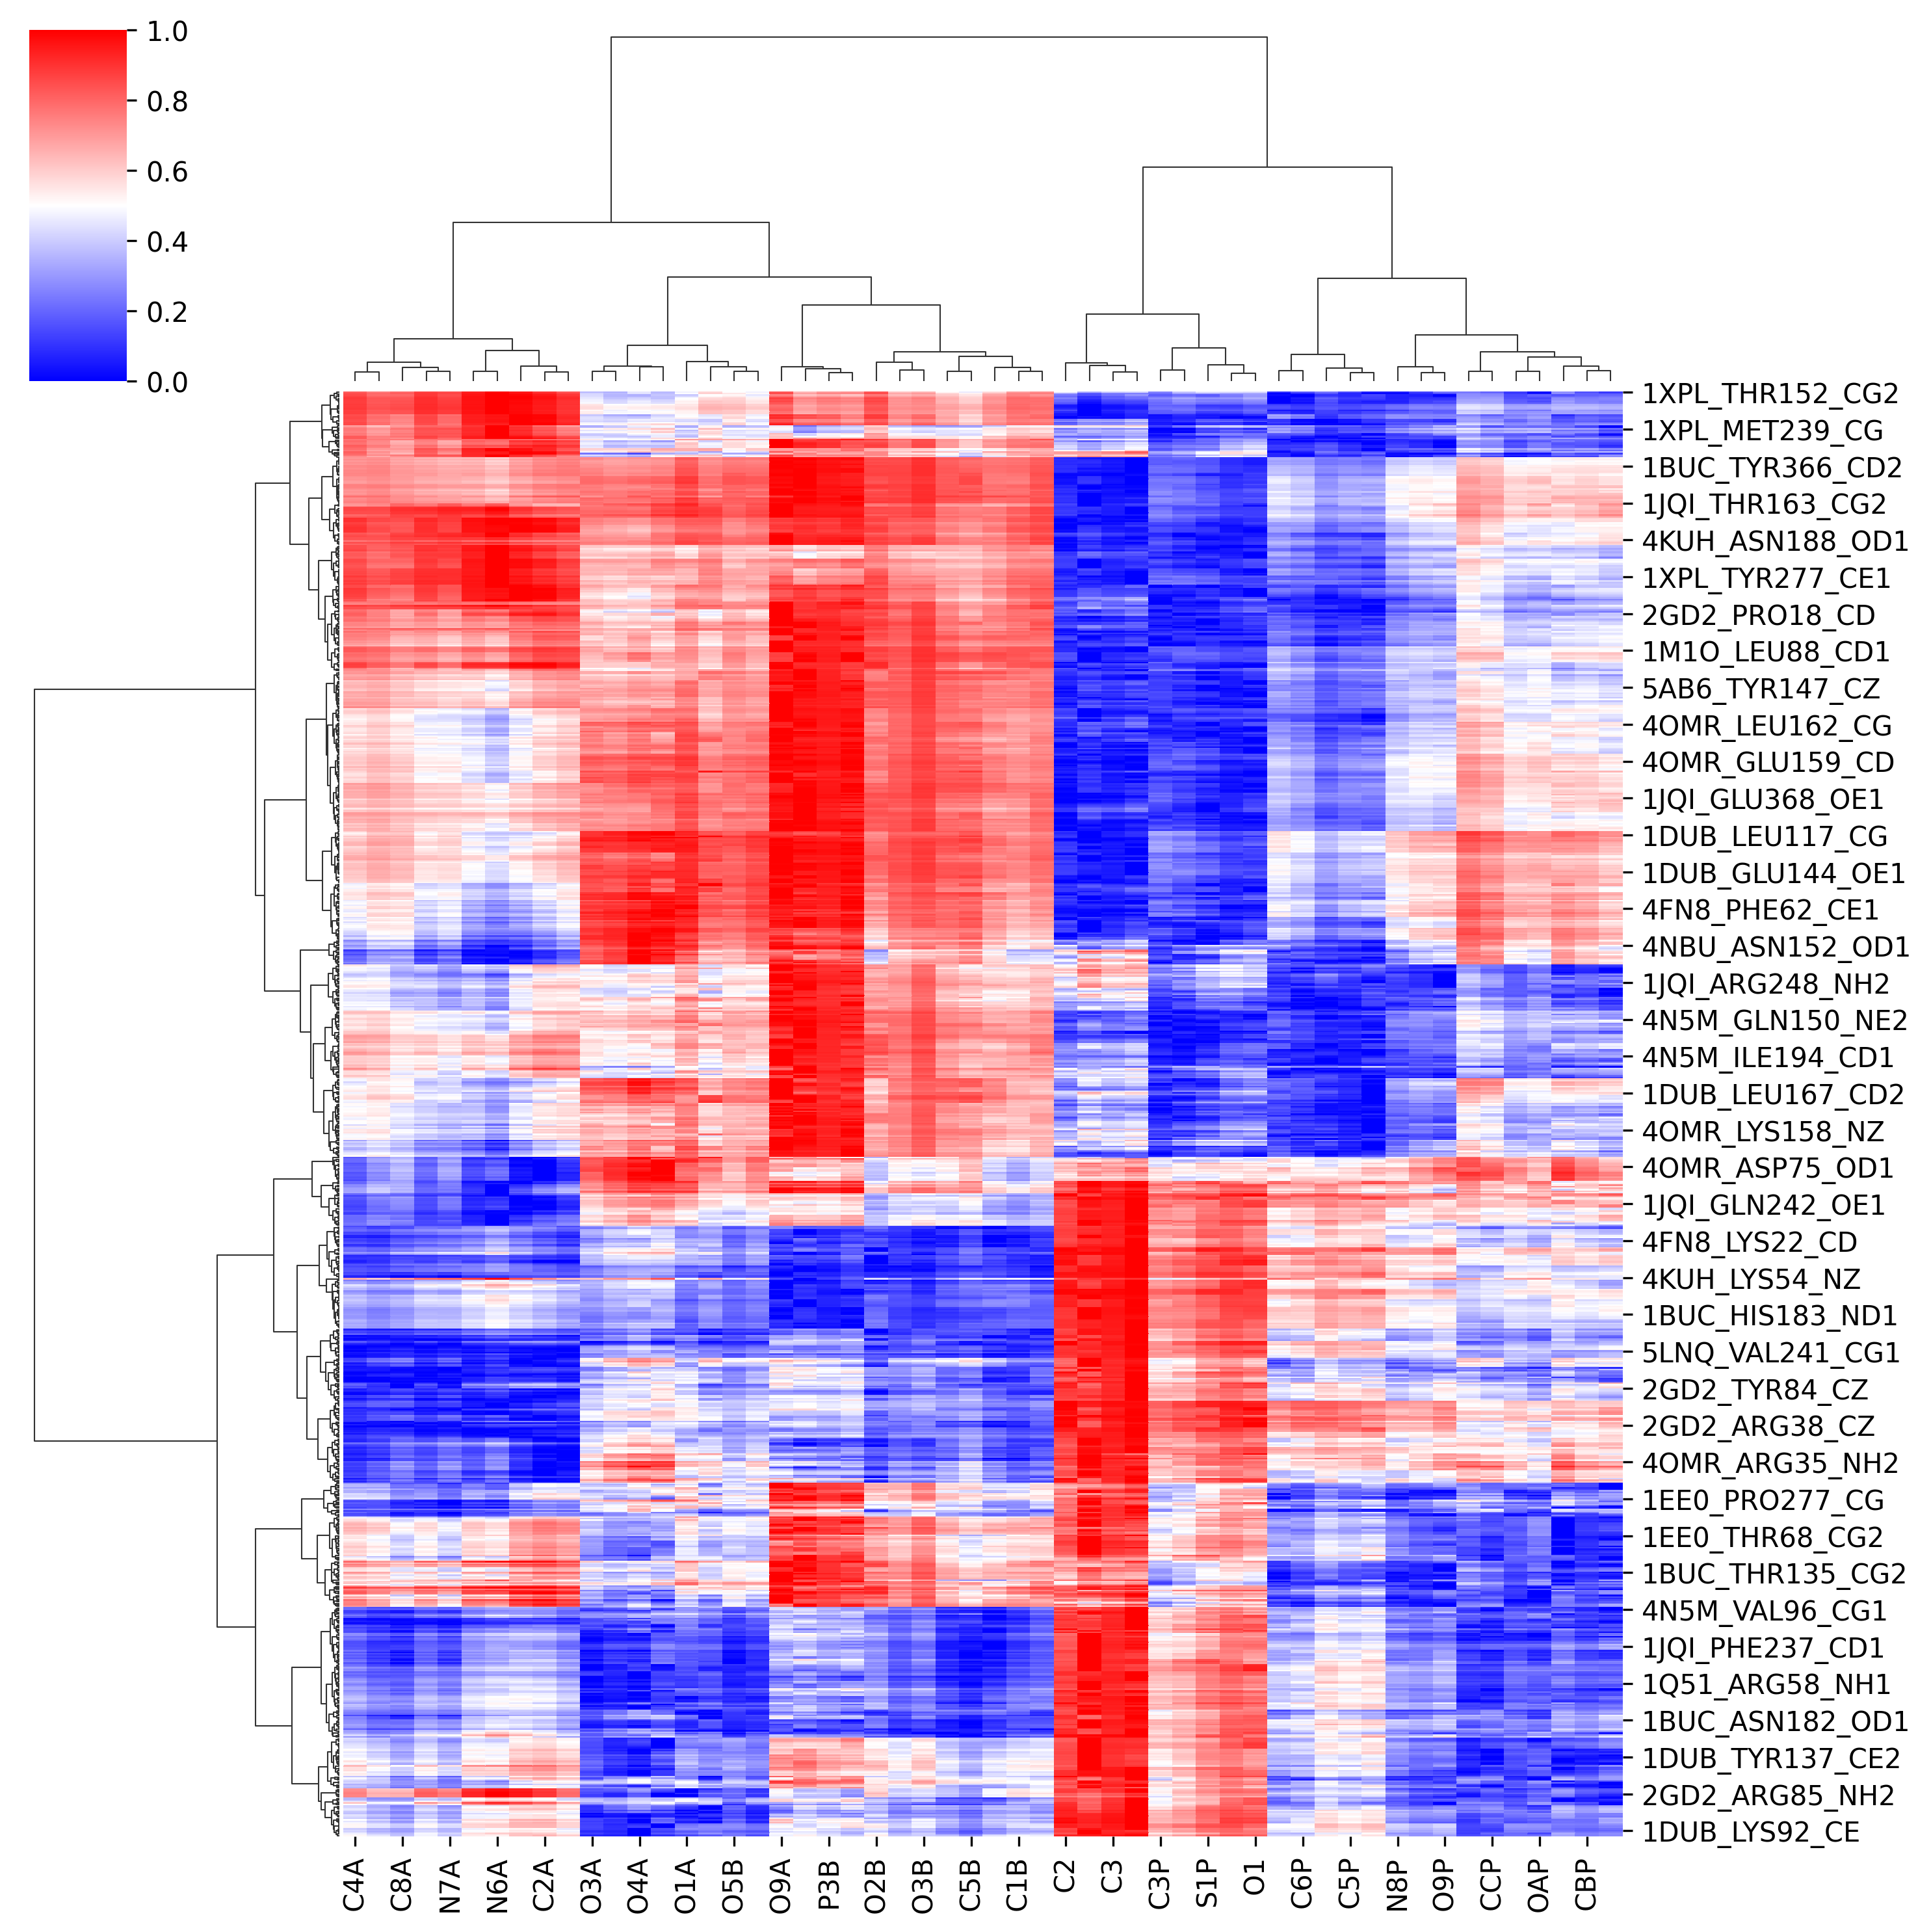 1.0
0.8
0.6
0.4
0.2
0.0
1XPL_THR152_CG2
1XPL_MET239_CG
1BUC_TYR366_CD2
1JQI_THR163_CG2
4KUH_ASN188_OD1
1XPL_TYR277_CE1
2GD2_PRO18_CD
1M1O_LEU88_CD1
5AB6_TYR147_CZ
4OMR_LEU162_CG
4OMR_GLU159_CD
1JQI_GLU368_OE1
1DUB_LEU117_CG
1DUB_GLU144_OE1
4FN8_PHE62_CE1
4NBU_ASN152_OD1
1JQI_ARG248_NH2
4N5M_GLN150_NE2
4N5M_ILE194_CD1
1DUB_LEU167_CD2
4OMR_LYS158_NZ
4OMR_ASP75_OD1
1JQI_GLN242_OE1
4FN8_LYS22_CD
4KUH_LYS54_NZ
1BUC_HIS183_ND1
5LNQ_VAL241_CG1
2GD2_TYR84_CZ
2GD2_ARG38_CZ
4OMR_ARG35_NH2
1EE0_PRO277_CG
1EE0_THR68_CG2
1BUC_THR135_CG2
4N5M_VAL96_CG1
1JQI_PHE237_CD1
1Q51_ARG58_NH1
1BUC_ASN182_OD1
1DUB_TYR137_CE2
2GD2_ARG85_NH2
1DUB_LYS92_CE
C4A
C8A
N7A
N6A
C2A
O3A
O4A
O1A
O5B
O9A
P3B
O2B
O3B
C5B
C1B
C2
C3
C3P
S1P
O1
C6P
C5P
N8P
O9P
CCP
OAP
CBP